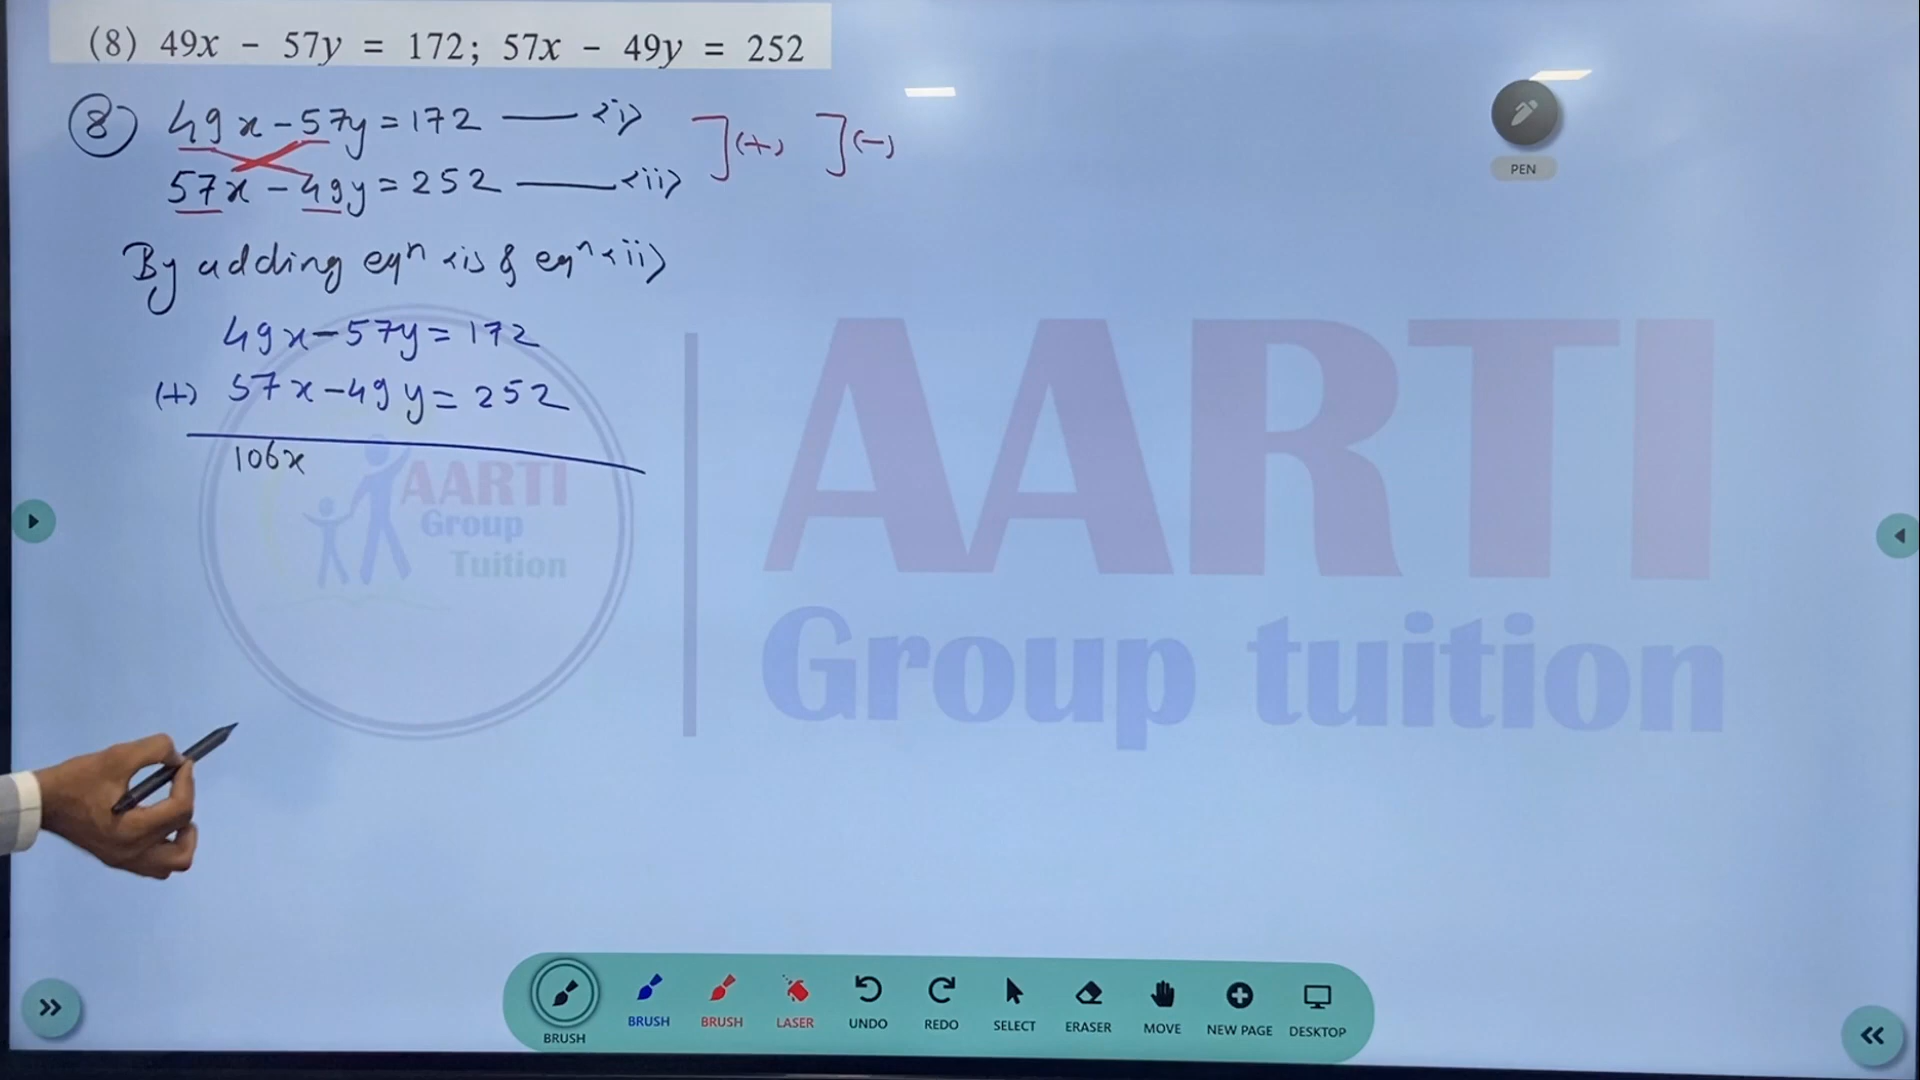 (8) 49x - 57y = 172; 57x - 49y = 252
8 49x-57y=172 —— <i> ](+) ](-)
57x-49y=252 —— <ii>
By adding eqn <i> & eqn <ii>
49x-57y=172
(+) 57x-49y=252
106x
PEN
AARTI
Group
Tuition
AARTI
Group tuition
BRUSH BRUSH BRUSH LASER UNDO REDO SELECT ERASER MOVE NEW PAGE DESKTOP